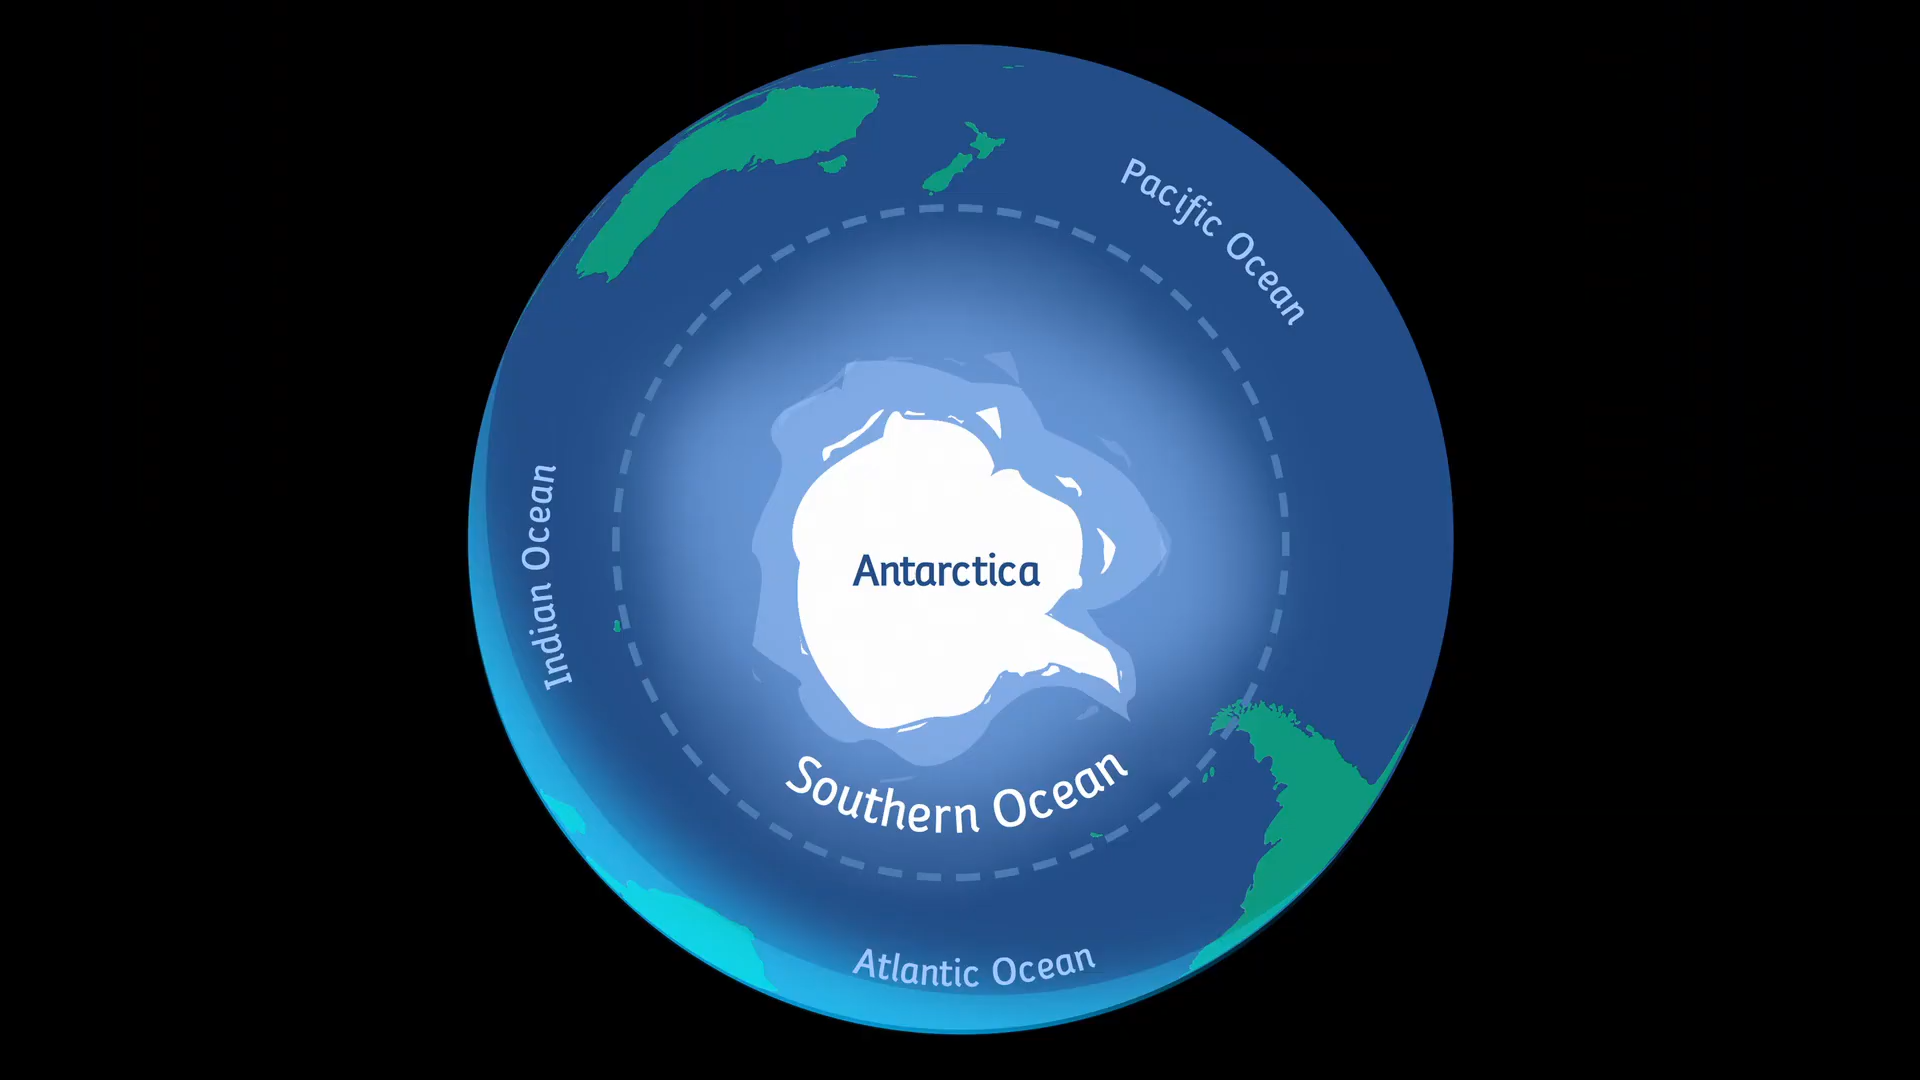 Pacific Ocean
Indian Ocean
Antarctica
Southern Ocean
Atlantic Ocean